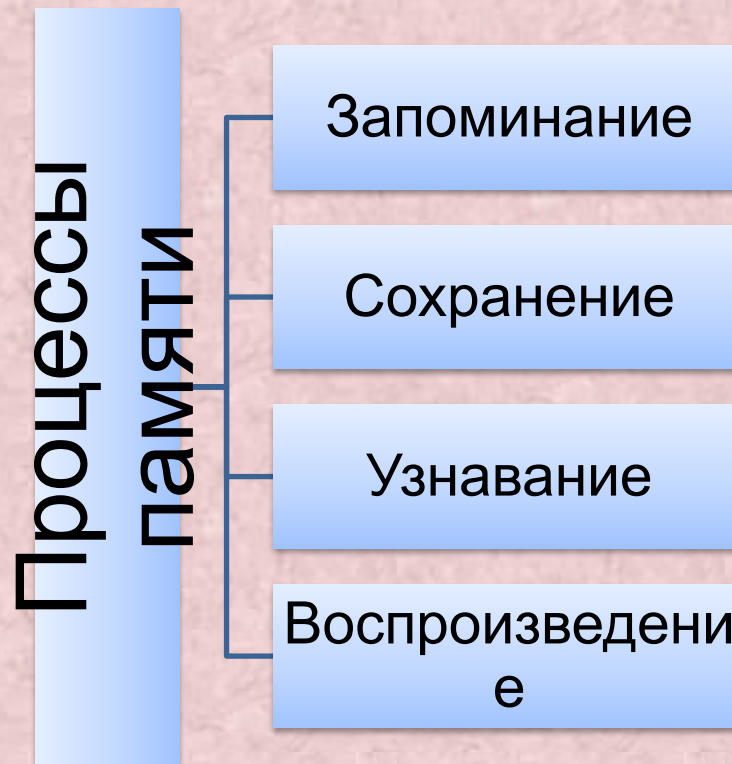 Процессы
памяти
Запоминание
Сохранение
Узнавание
Воспроизведени
е